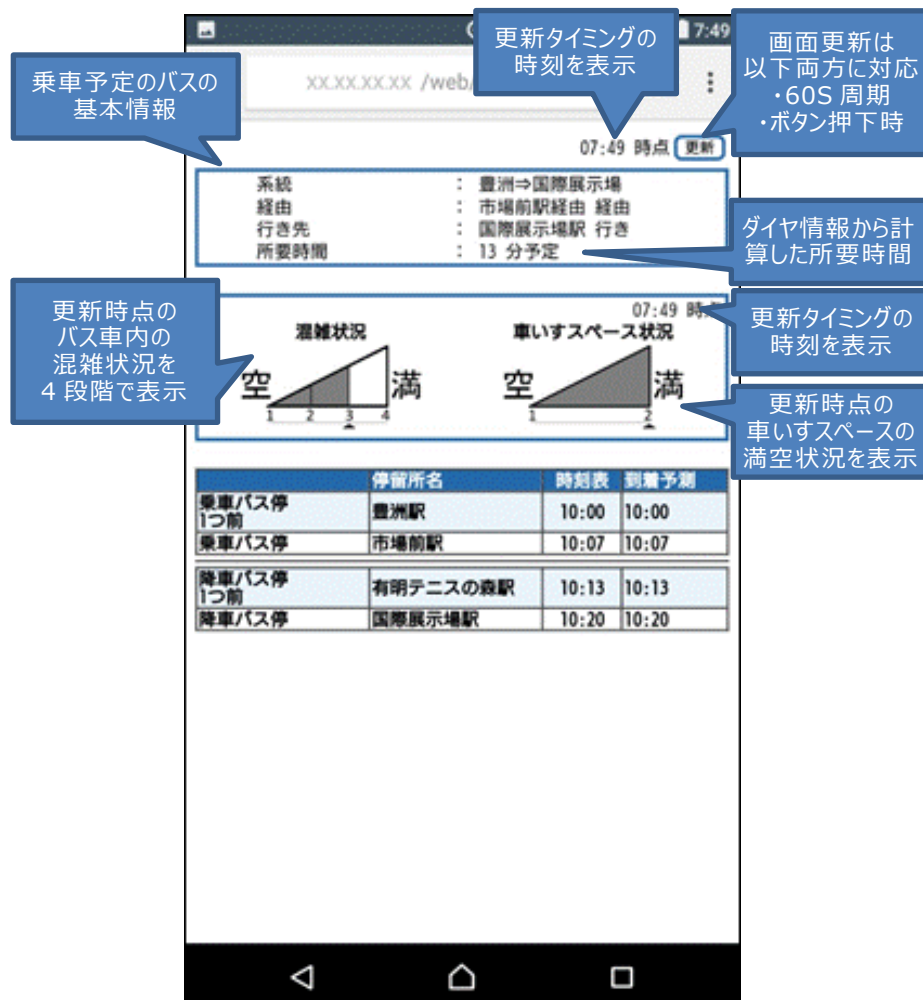 7:49
更新タイミングの
時刻を表示
画面更新は
以下両方に対応
・60S 周期
・ボタン押下時
乗車予定のバスの
基本情報
XX.XX.XX.XX /web/
07:49 時点 更新
系統 : 豊洲⇒国際展示場
経由 : 市場前駅経由 経由
行き先 : 国際展示場駅 行き
所要時間 : 13 分予定
ダイヤ情報から計
算した所要時間
更新時点の
バス車内の
混雑状況を
4 段階で表示
07:49 時
更新タイミングの
時刻を表示
混雑状況 車いすスペース状況
空 満 空 満
1 2 3 4 1 2
更新時点の
車いすスペースの
満空状況を表示
停留所名 時刻表 到着予測
乗車バス停
1つ前 豊洲駅 10:00 10:00
乗車バス停 市場前駅 10:07 10:07
降車バス停
1つ前 有明テニスの森駅 10:13 10:13
降車バス停 国際展示場駅 10:20 10:20